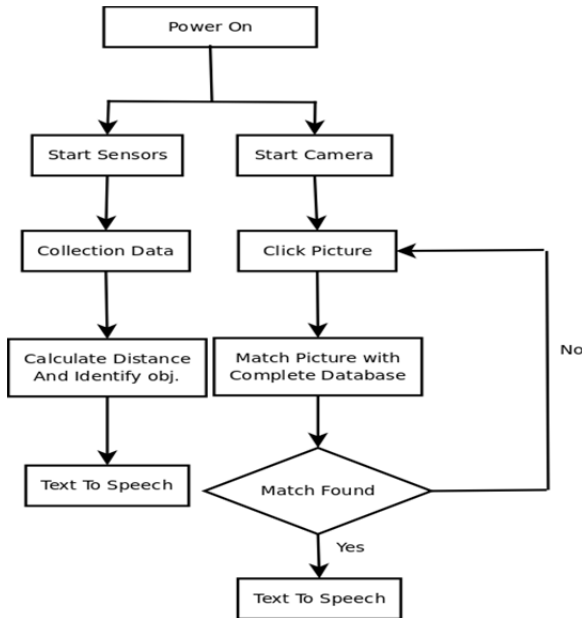 Power On
Start Sensors
Start Camera
Collection Data
Click Picture
Calculate Distance
And Identify obj.
Match Picture with
Complete Database
No
Text To Speech
Match Found
Yes
Text To Speech